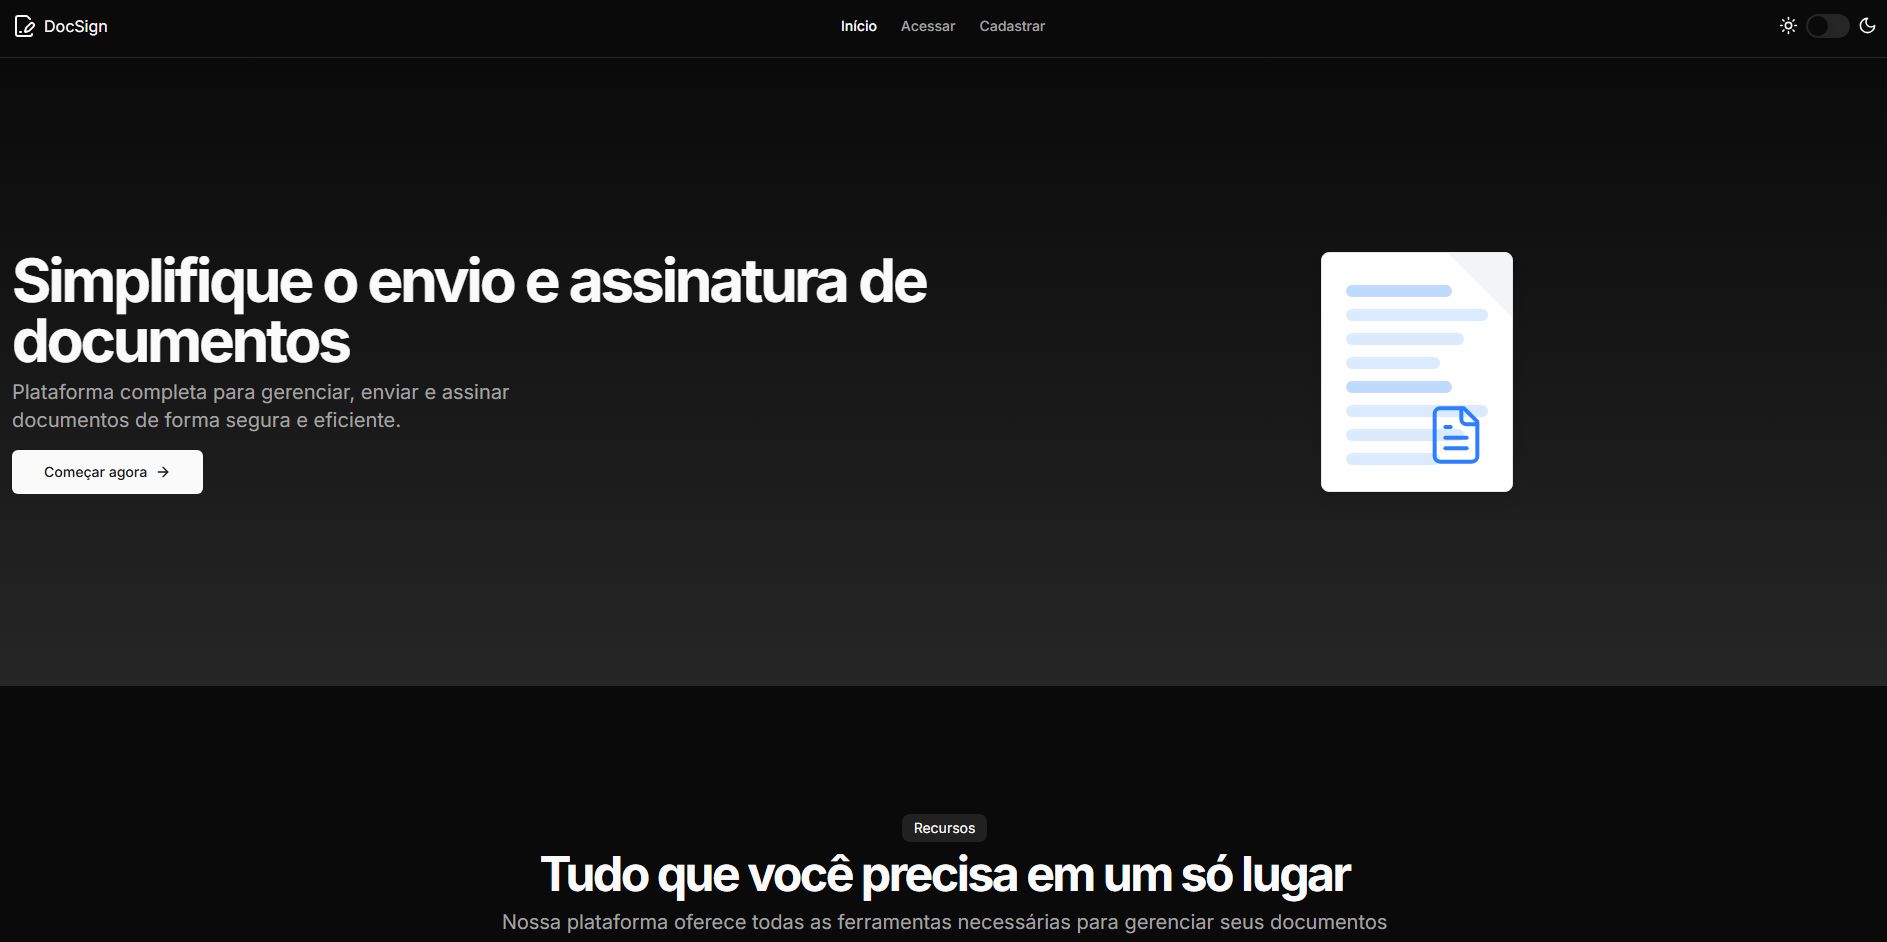 DocSign
Início
Acessar
Cadastrar
Simplifique o envio e assinatura de
documentos
Plataforma completa para gerenciar, enviar e assinar
documentos de forma segura e eficiente.
Começar agora →
Recursos
Tudo que você precisa em um só lugar
Nossa plataforma oferece todas as ferramentas necessárias para gerenciar seus documentos